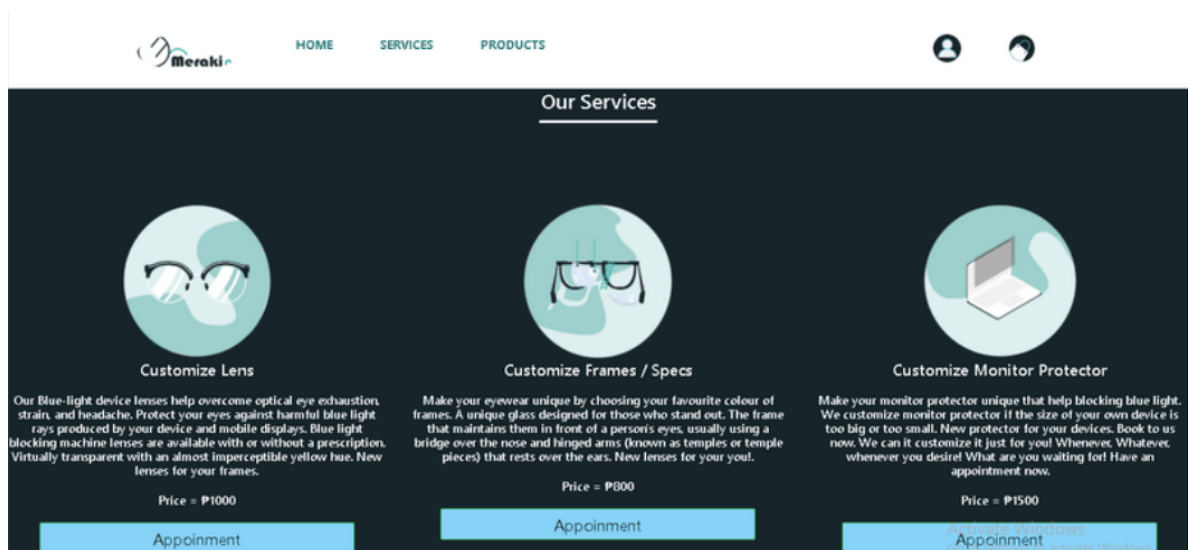 Meraki
HOME
SERVICES
PRODUCTS
Our Services
Customize Lens
Our Blue-light device lenses help overcome optical eye exhaustion,
strain, and headache. Protect your eyes against harmful blue light
rays produced by your device and mobile displays. Blue light
blocking machine lenses are available with or without a prescription.
Virtually transparent with an almost imperceptible yellow hue. New
lenses for your frames.
Price = ₱1000
Appoinment
Customize Frames / Specs
Make your eyewear unique by choosing your favourite colour of
frames. A unique glass designed for those who stand out. The frame
that maintains them in front of a person's eyes, usually using a
bridge over the nose and hinged arms (known as temples or temple
pieces) that rests over the ears. New lenses for your you!.
Price = ₱800
Appoinment
Customize Monitor Protector
Make your monitor protector unique that help blocking blue light.
We customize monitor protector if the size of your own device is
too big or too small. New protector for your devices. Book to us
now. We can it customize it just for you! Whenever, Whatever,
whenever you desire! What are you waiting for! Have an
appointment now.
Price = ₱1500
Appoinment
Activate Windows